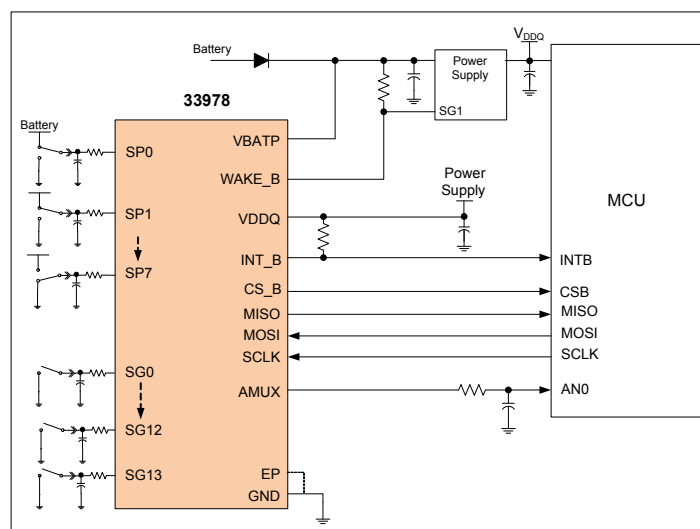 Battery
V_DDQ
Power
Supply
SG1
33978
Battery
VBATP
WAKE_B
VDDQ
INT_B
CS_B
MISO
MOSI
SCLK
AMUX
EP
GND
SP0
SP1
SP7
SG0
SG12
SG13
Power
Supply
MCU
INTB
CSB
MISO
MOSI
SCLK
AN0